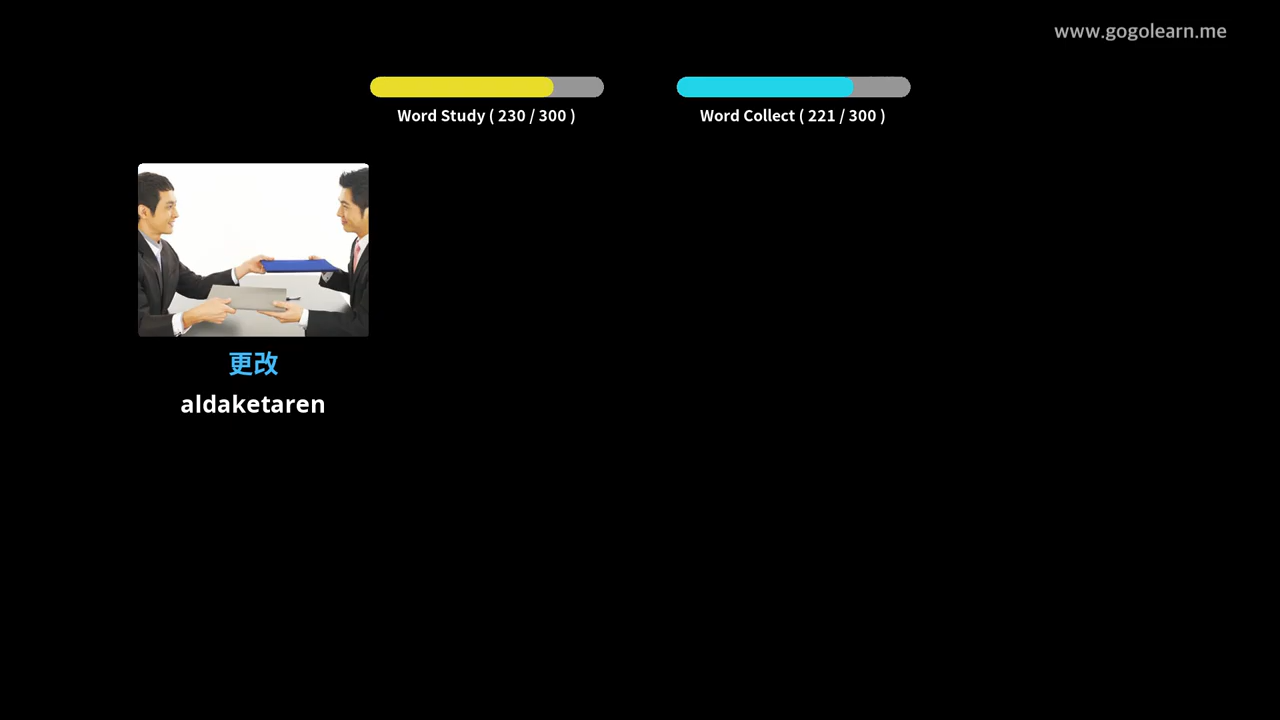 www.gogolearn.me
Word Study ( 230 / 300 )
Word Collect ( 221 / 300 )
更改
aldaketaren